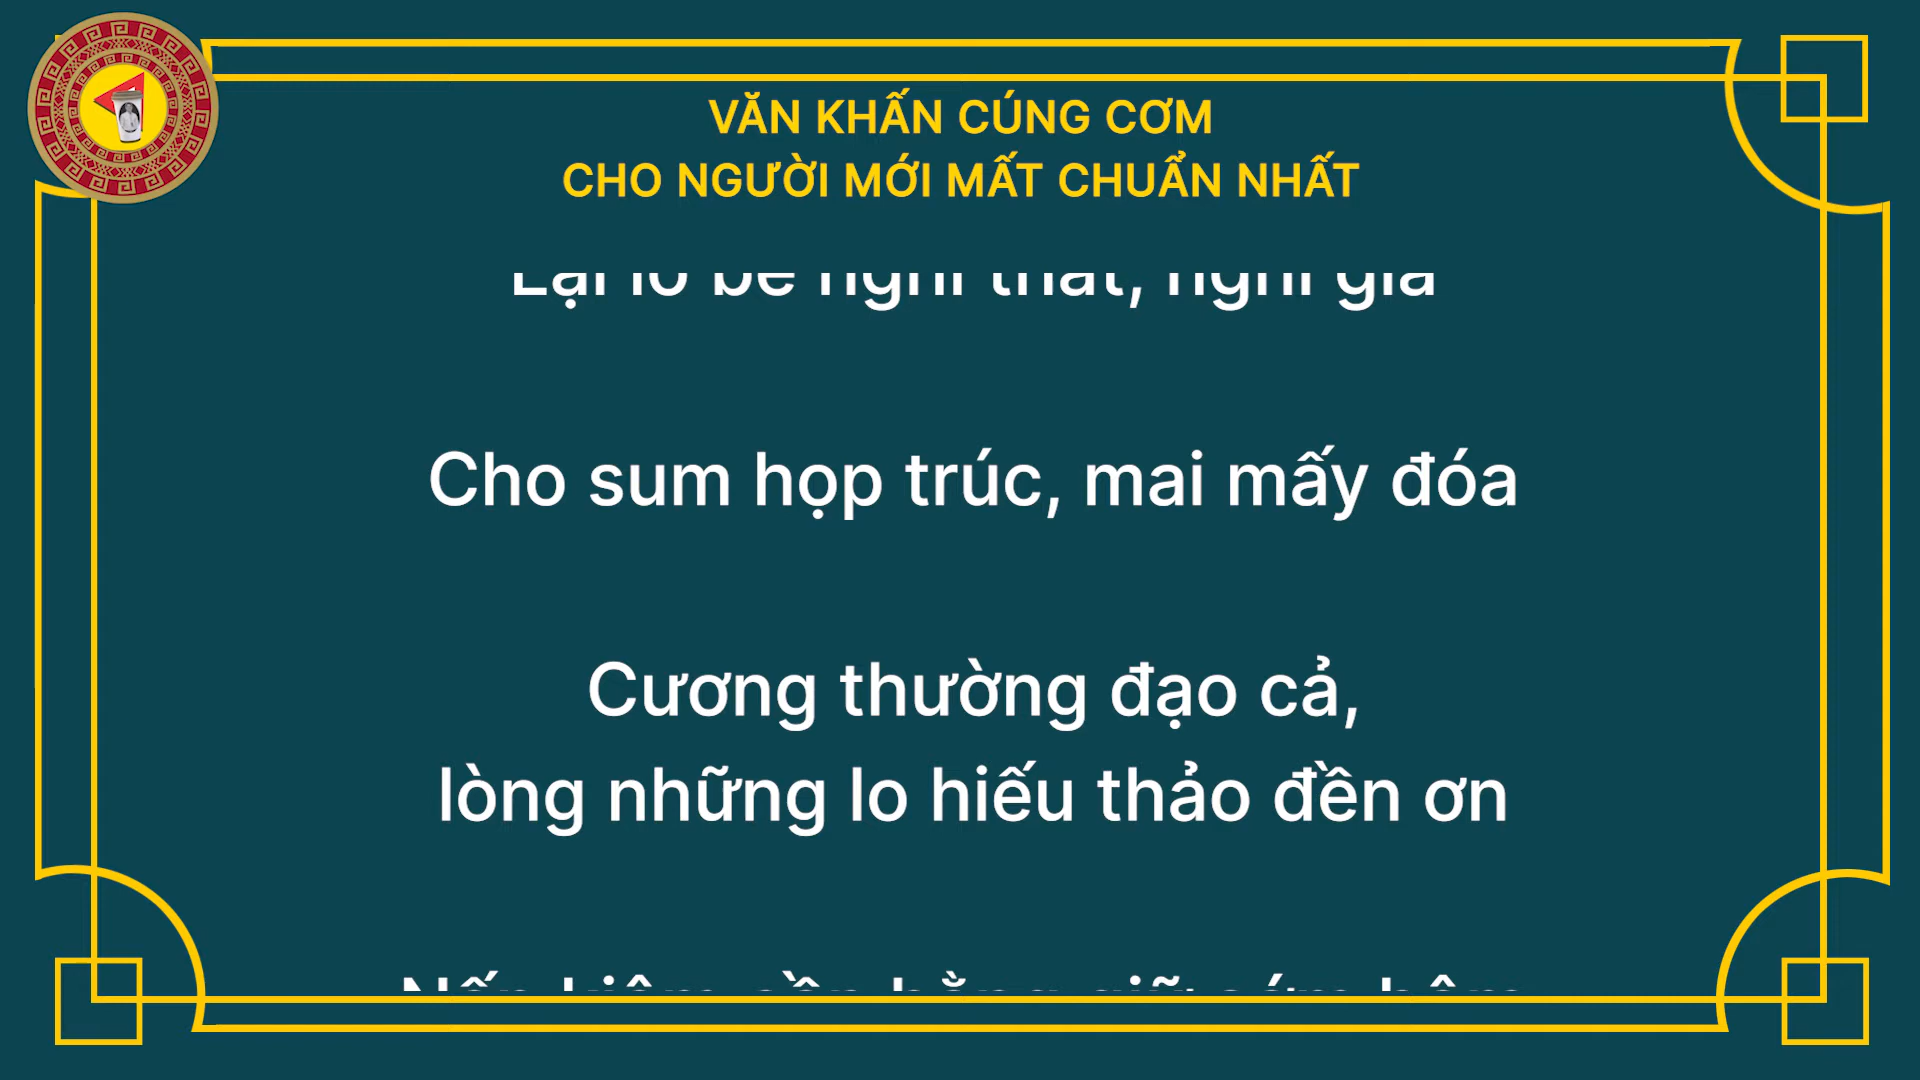 VĂN KHẤN CÚNG CƠM
CHO NGƯỜI MỚI MẤT CHUẨN NHẤT
Cho sum họp trúc, mai mấy đóa
Cương thường đạo cả,
lòng những lo hiếu thảo đền ơn